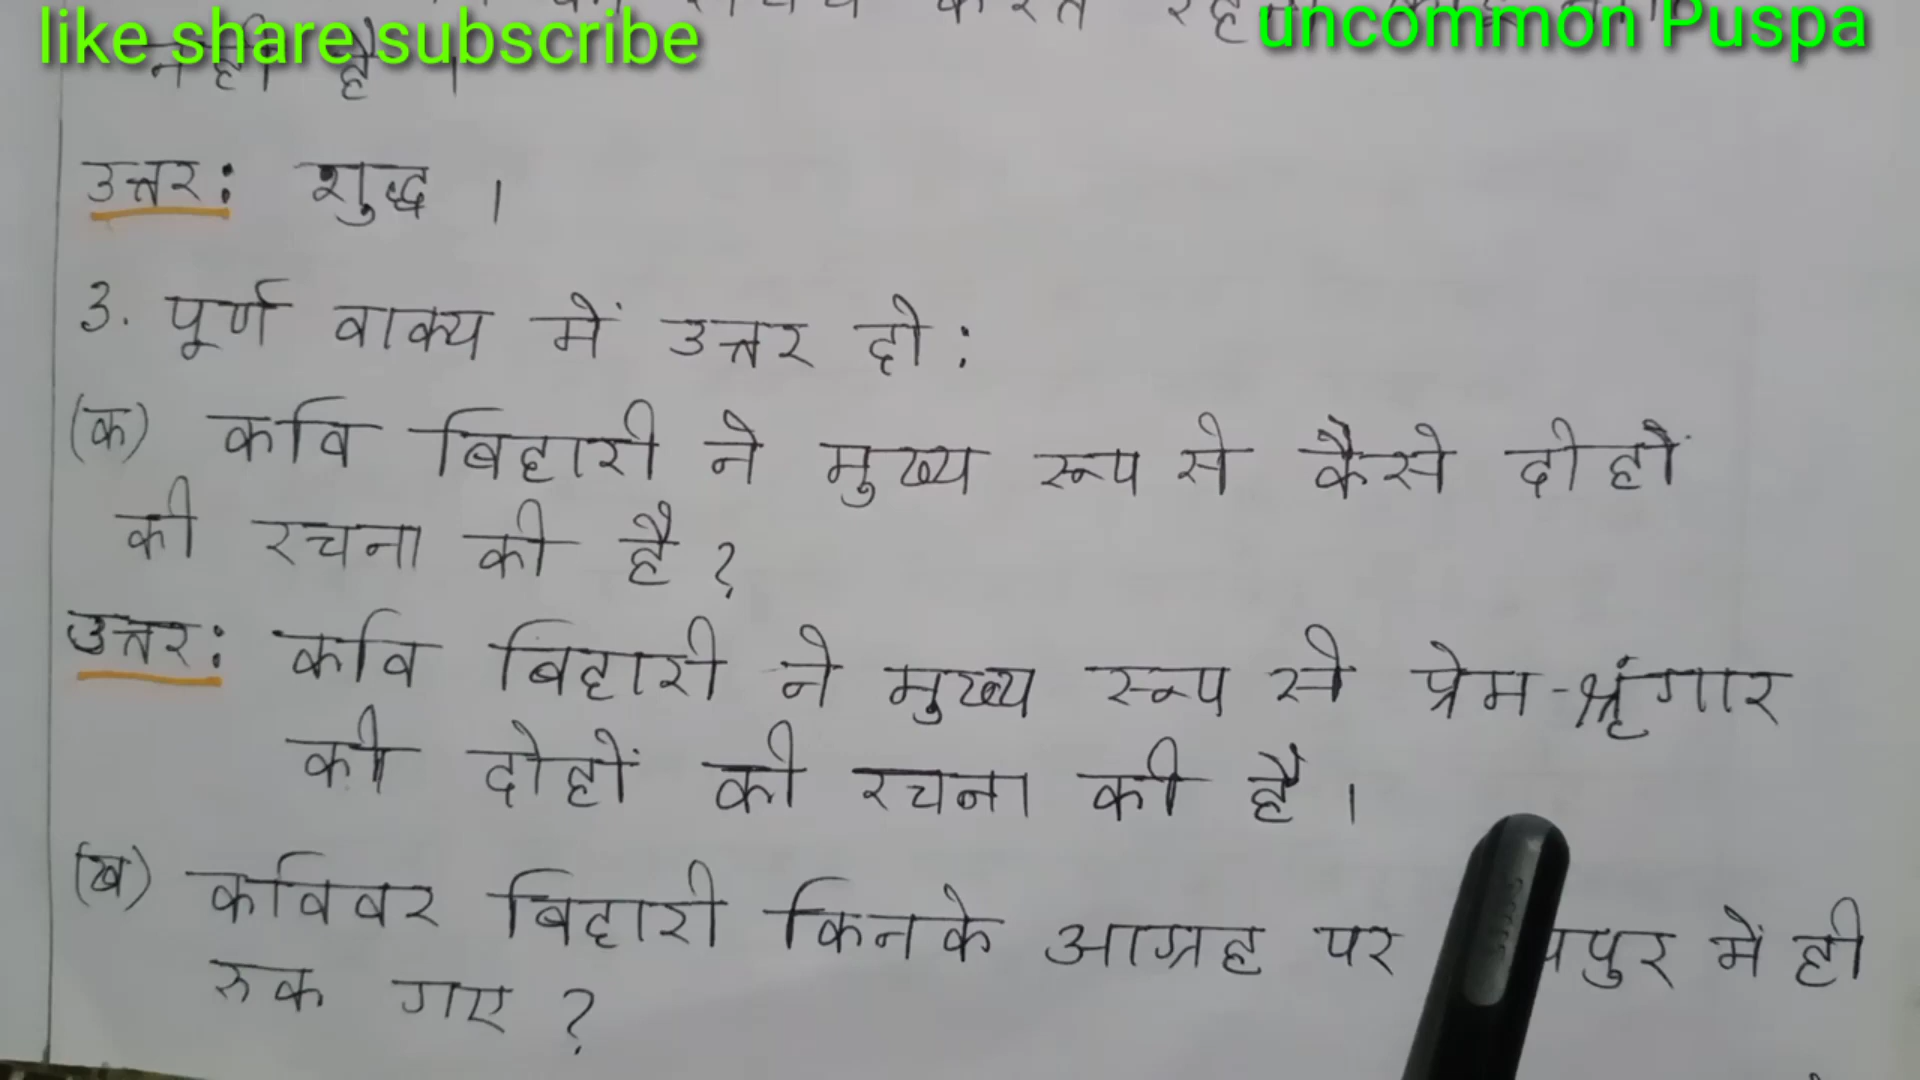 like share subscribe
uncommon Puspa
नहीं है ।
उत्तर: शुद्ध ।
3. पूर्ण वाक्य में उत्तर दो :
(क) कवि बिहारी ने मुख्य रूप से कैसे दोहों
की रचना की है ?
उत्तर: कवि बिहारी ने मुख्य रूप से प्रेम-श्रृंगार
की दोहों की रचना की है ।
(ख) कविवर बिहारी किनके आग्रह पर पुर में ही
रुक गए ?